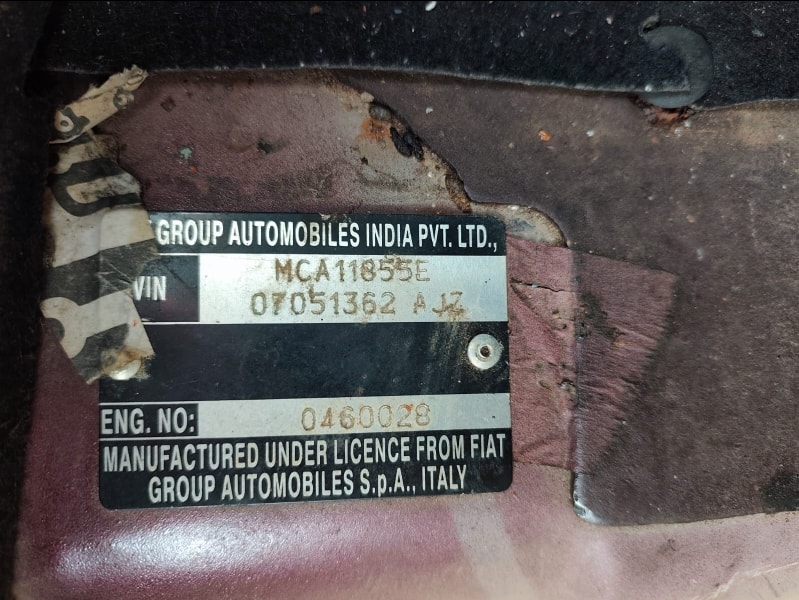 GROUP AUTOMOBILES INDIA PVT. LTD.,
VIN MCA11855E
07051362 AJZ
ENG. NO: 0460028
MANUFACTURED UNDER LICENCE FROM FIAT
GROUP AUTOMOBILES S.p.A., ITALY